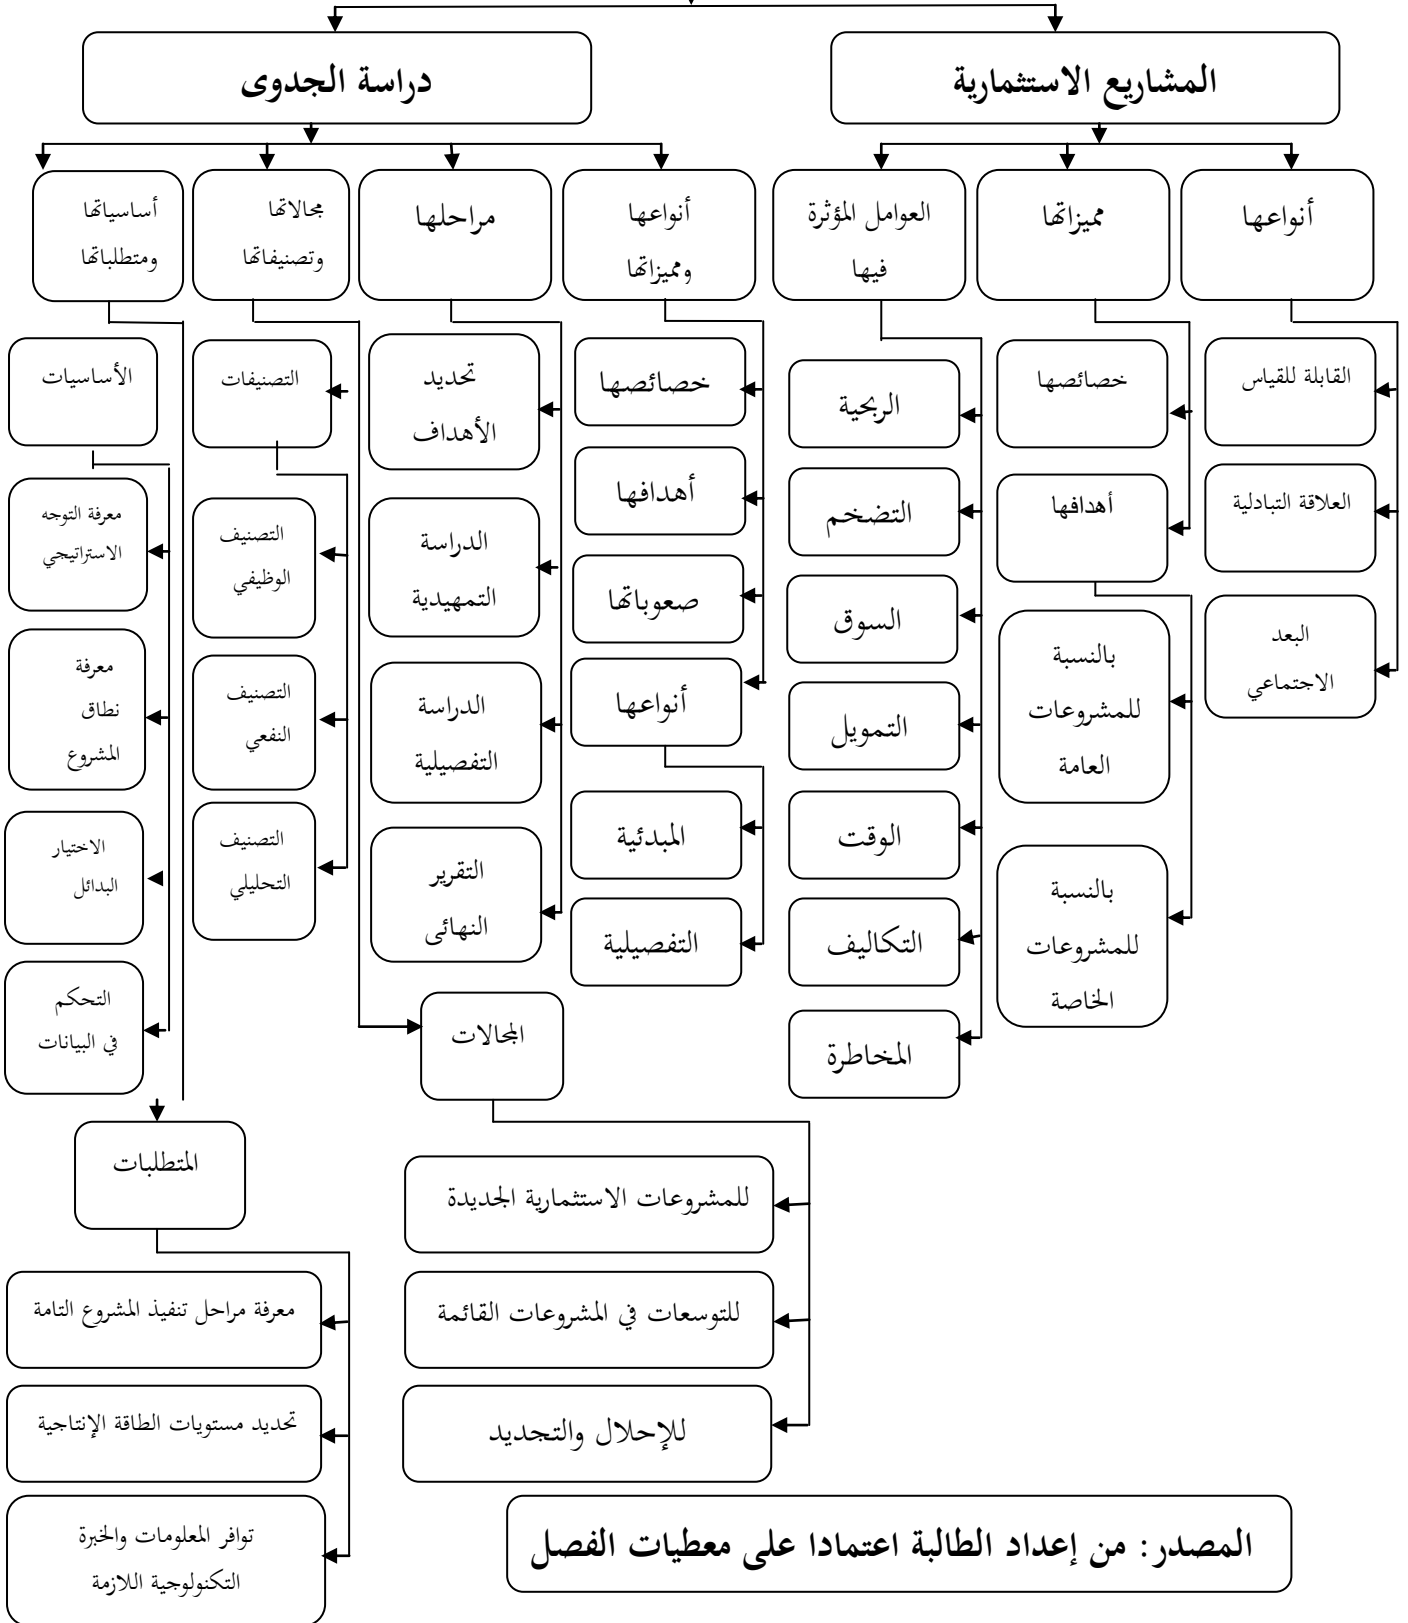 المشاريع الاستثمارية
دراسة الجدوى
أنواعها
مميزاتها
العوامل المؤثرة
فيها
أنواعها
ومميزاتها
مراحلها
مجالاتها
وتصنيفاتها
أساسياتها
ومتطلباتها
القابلة للقياس
العلاقة التبادلية
البعد
الاجتماعي
خصائصها
أهدافها
بالنسبة
للمشروعات
العامة
بالنسبة
للمشروعات
الخاصة
الربحية
التضخم
السوق
التمويل
الوقت
التكاليف
المخاطرة
خصائصها
أهدافها
صعوباتها
أنواعها
المبدئية
التفصيلية
تحديد
الأهداف
الدراسة
التمهيدية
الدراسة
التفصيلية
التقرير
النهائى
التصنيفات
التصنيف
الوظيفي
التصنيف
النفعي
التصنيف
التحليلي
المجالات
للمشروعات الاستثمارية الجديدة
للتوسعات في المشروعات القائمة
للإحلال والتجديد
الأساسيات
معرفة التوجه
الاستراتيجي
معرفة
نطاق
المشروع
الاختيار
البدائل
التحكم
في البيانات
المتطلبات
معرفة مراحل تنفيذ المشروع التامة
تحديد مستويات الطاقة الإنتاجية
توافر المعلومات والخبرة
التكنولوجية اللازمة
المصدر: من إعداد الطالبة اعتمادا على معطيات الفصل